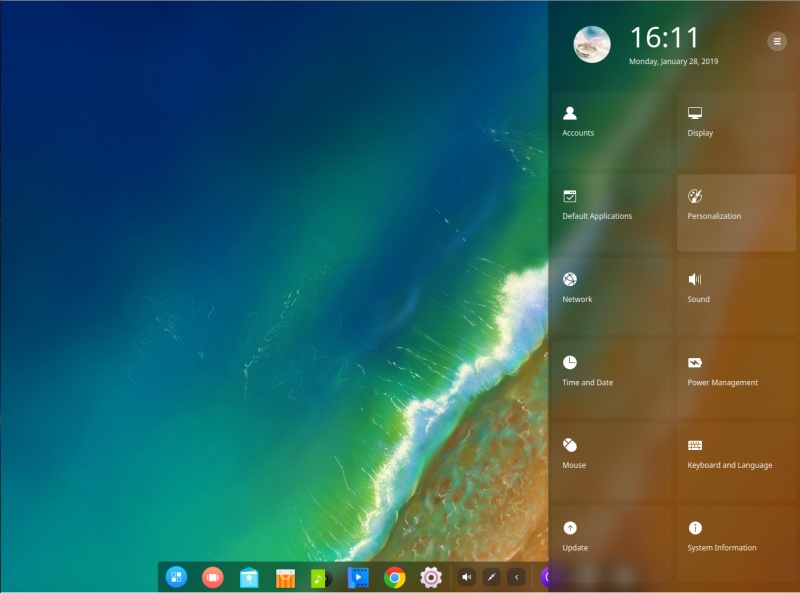 16:11
Monday, January 28, 2019
Accounts
Display
Default Applications
Personalization
Network
Sound
Time and Date
Power Management
Mouse
Keyboard and Language
Update
System Information